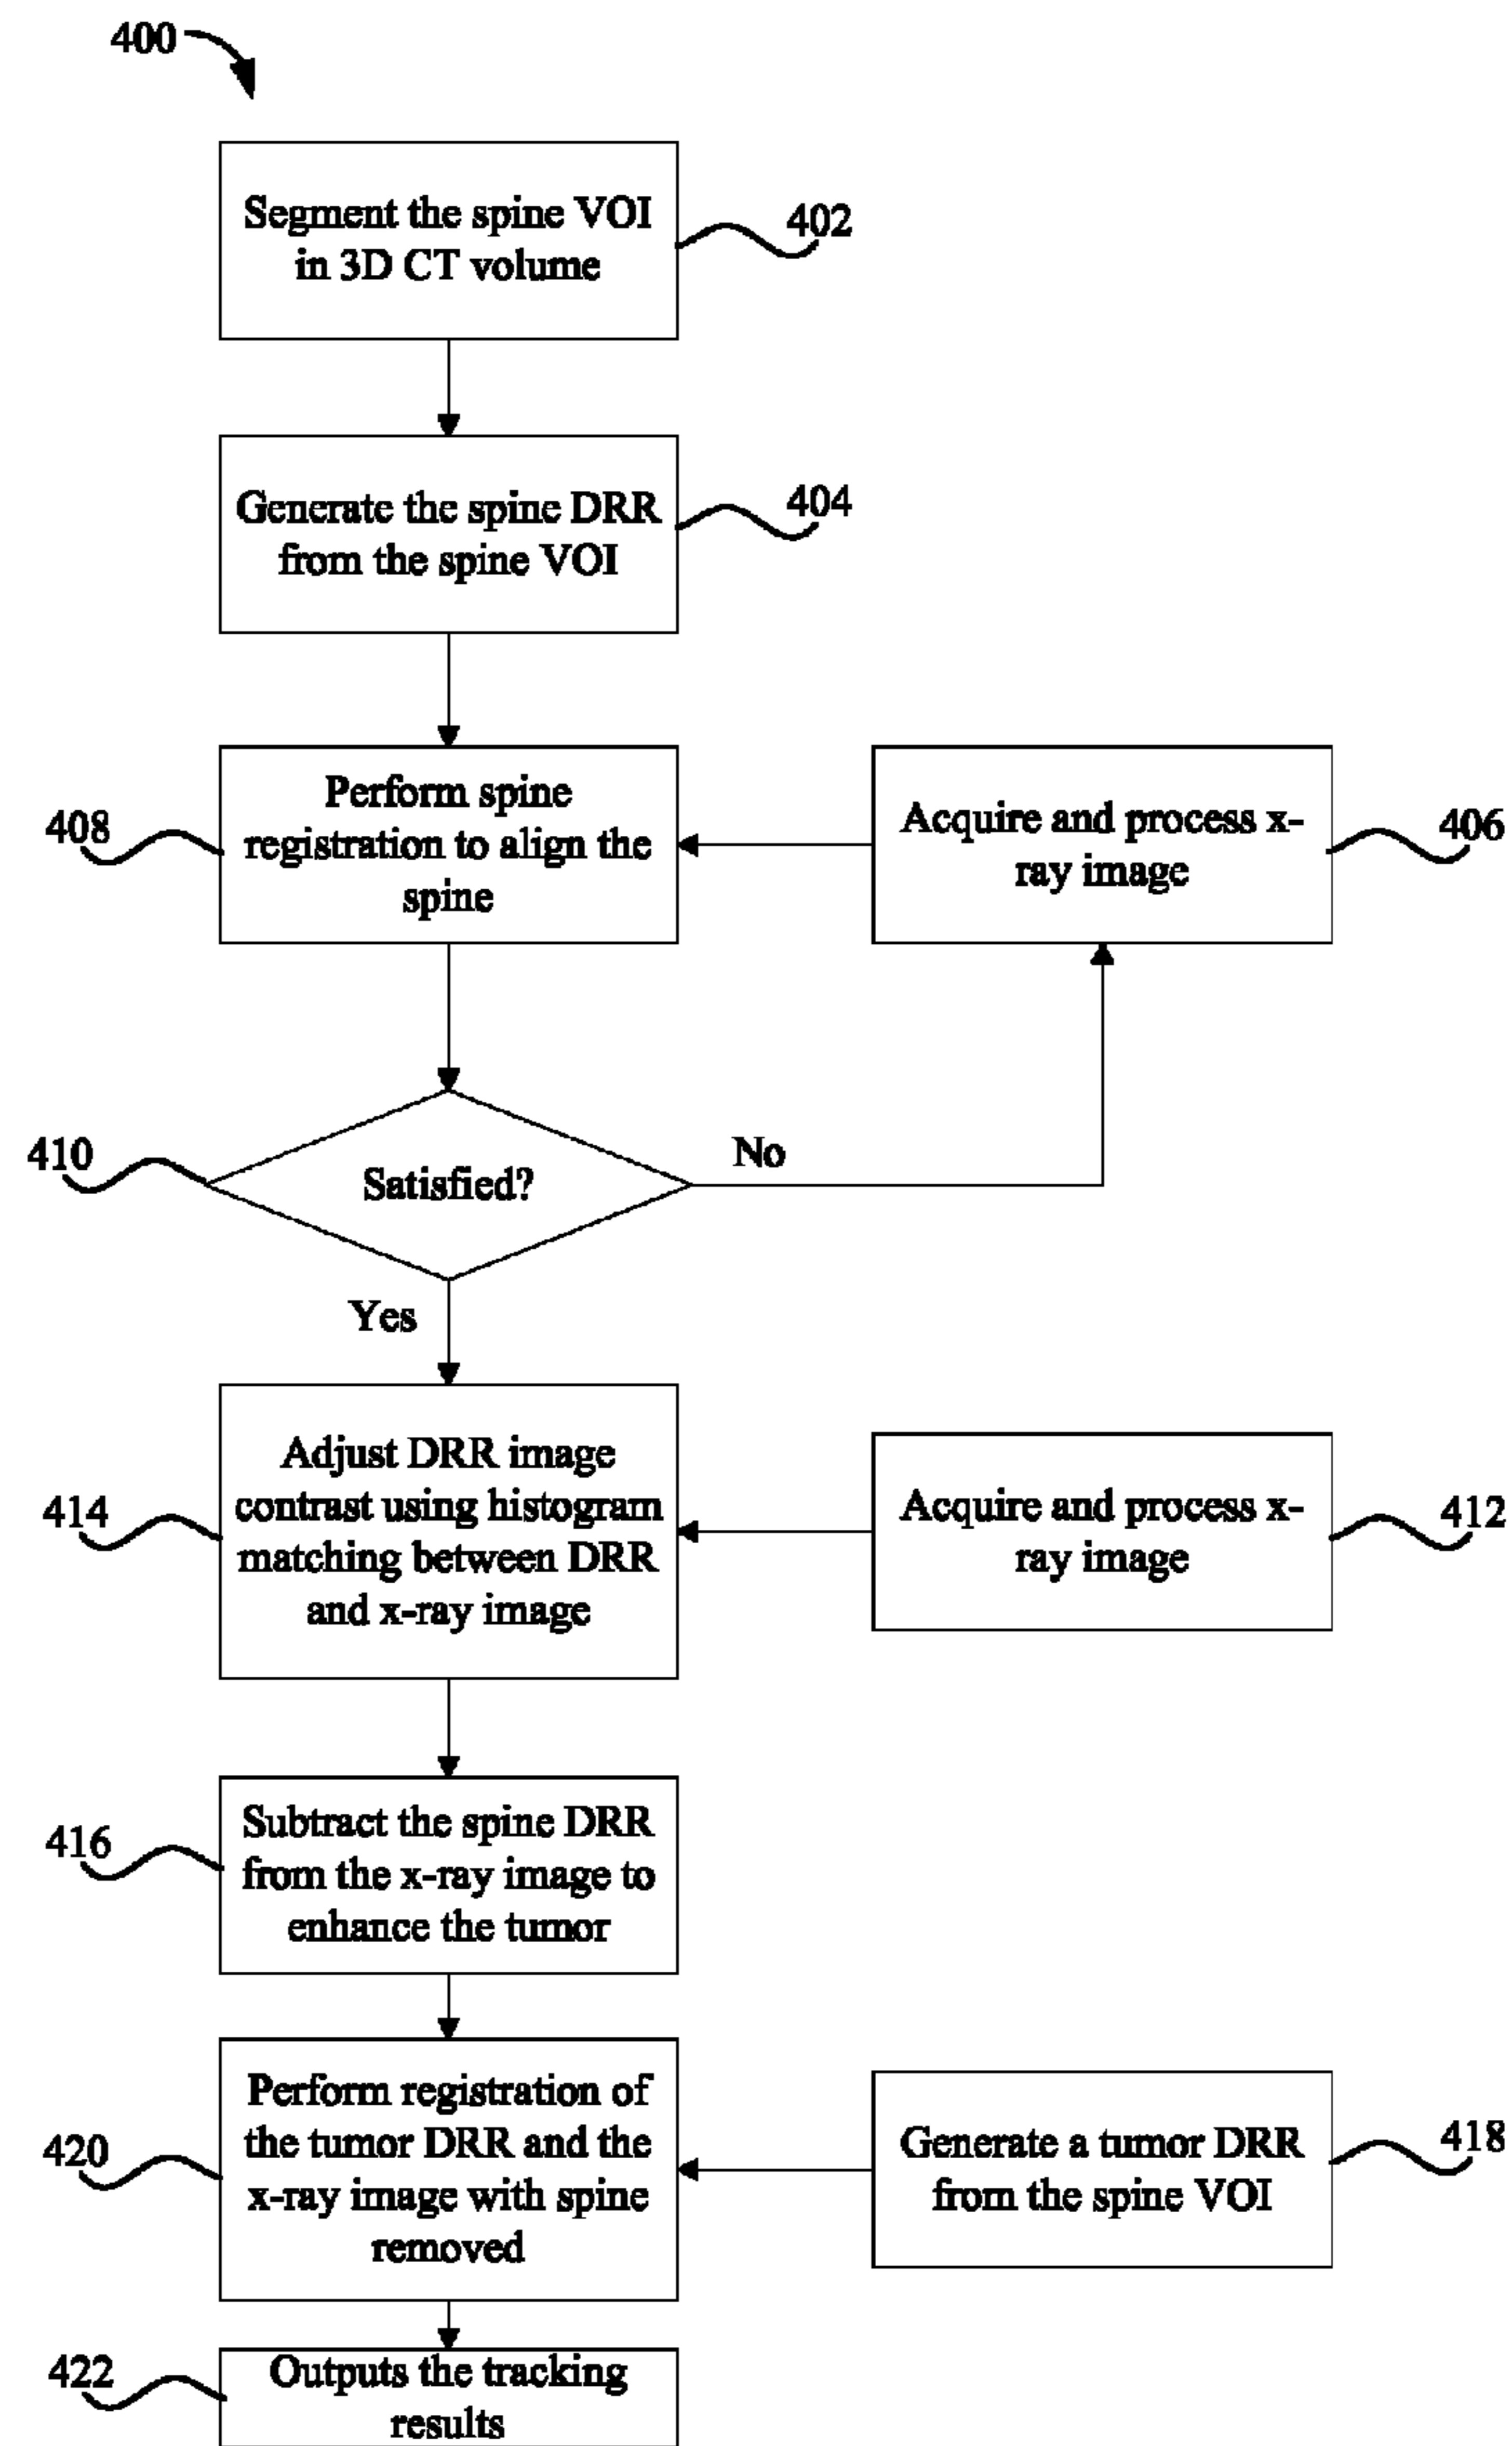 400
Segment the spine VOI
in 3D CT volume
402
Generate the spine DRR
from the spine VOI
404
408
Perform spine
registration to align the
spine
Acquire and process x-
ray image
406
410
Satisfied?
No
Yes
414
Adjust DRR image
contrast using histogram
matching between DRR
and x-ray image
Acquire and process x-
ray image
412
416
Subtract the spine DRR
from the x-ray image to
enhance the tumor
420
Perform registration of
the tumor DRR and the
x-ray image with spine
removed
Generate a tumor DRR
from the spine VOI
418
422
Outputs the tracking
results